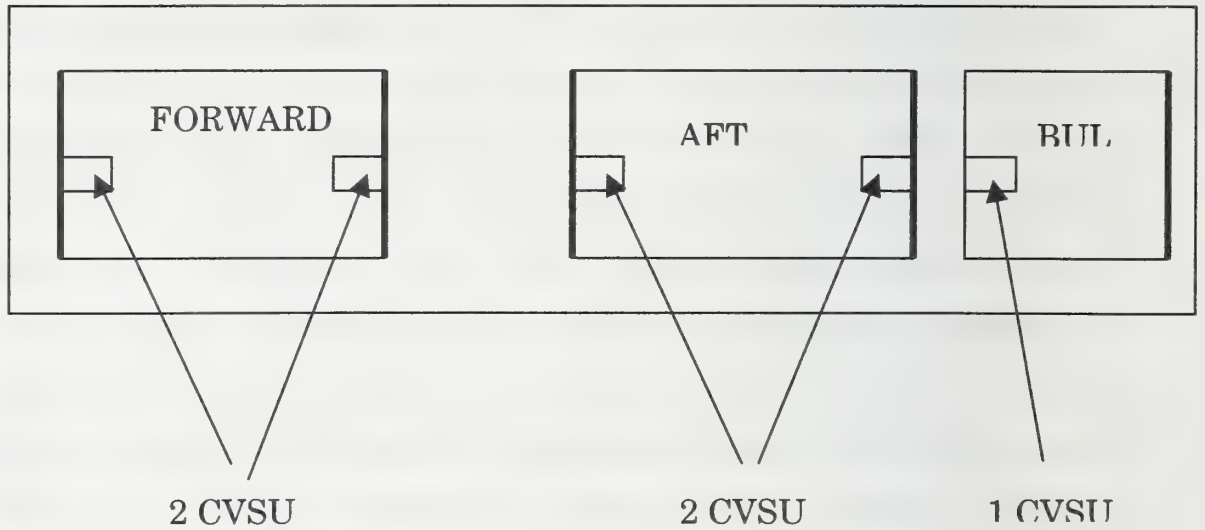 FORWARD
AFT
BUL
2 CVSU
2 CVSU
1 CVSU